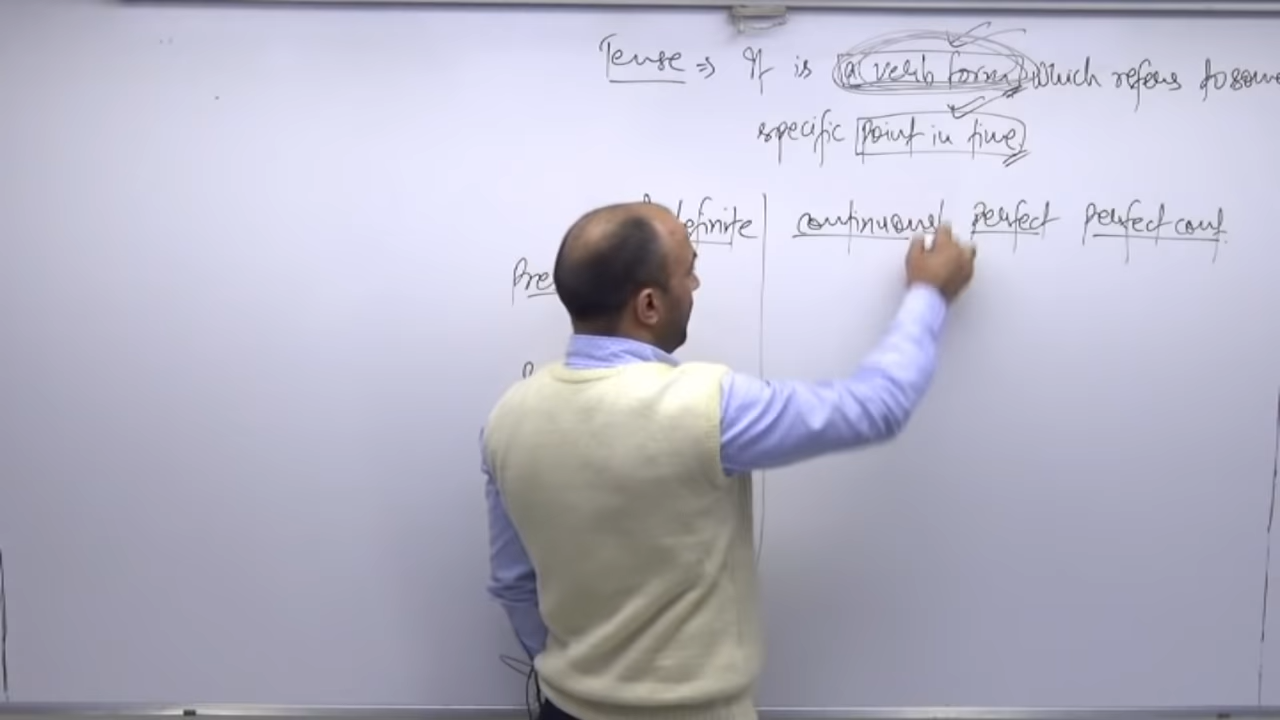 Tense ⇒ It is a verb form which refers to some
specific point in time
definite continuous perfect perfect cont.
Pre